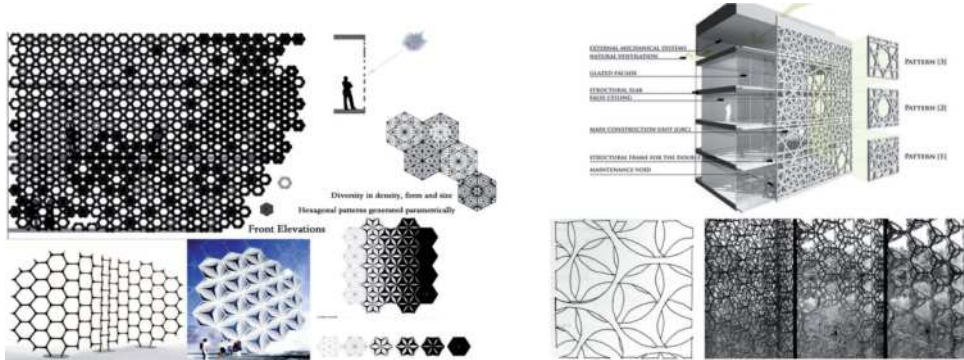 Diversity in density, form and size
Hexagonal patterns generated parametrically
Front Elevations
EXTERNAL MECHANICAL SYSTEMS
NATURAL VENTILATION
GLAZED FACADE
STRUCTURAL SLAB
FALSE CEILING
MAIN CONSTRUCTION UNIT (GRC)
STRUCTURAL FRAME FOR THE DOUBLE
MAINTENANCE VOID
PATTERN (3)
PATTERN (2)
PATTERN (1)